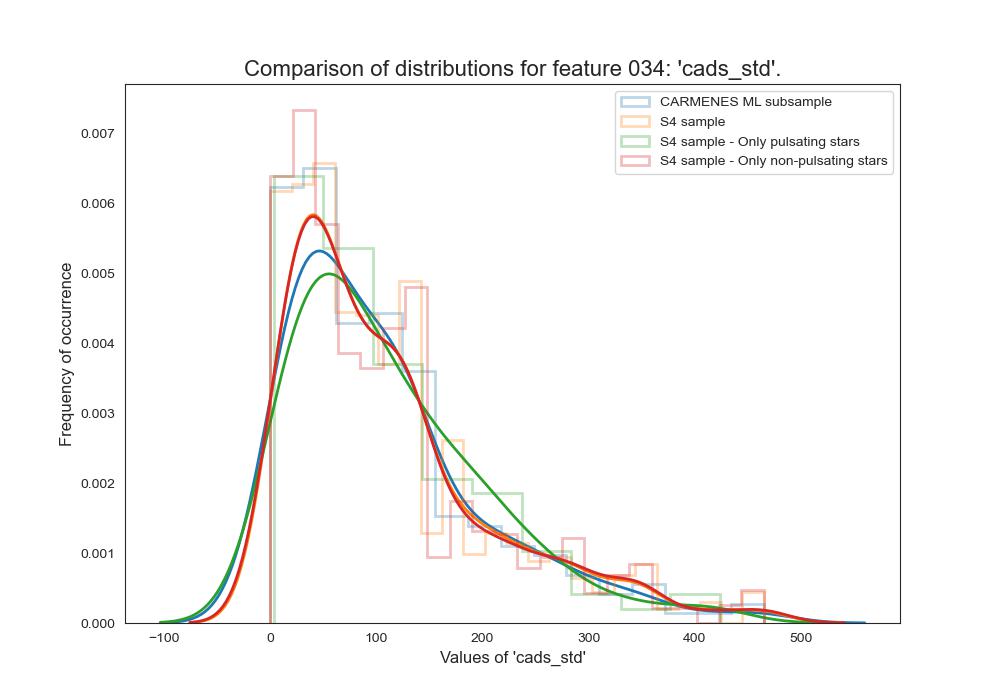 Comparison of distributions for feature 034: 'cads_std'.
CARMENES ML subsample
S4 sample
S4 sample - Only pulsating stars
S4 sample - Only non-pulsating stars
Frequency of occurrence
0.007
0.006
0.005
0.004
0.003
0.002
0.001
0.000
−100 0 100 200 300 400 500
Values of 'cads_std'